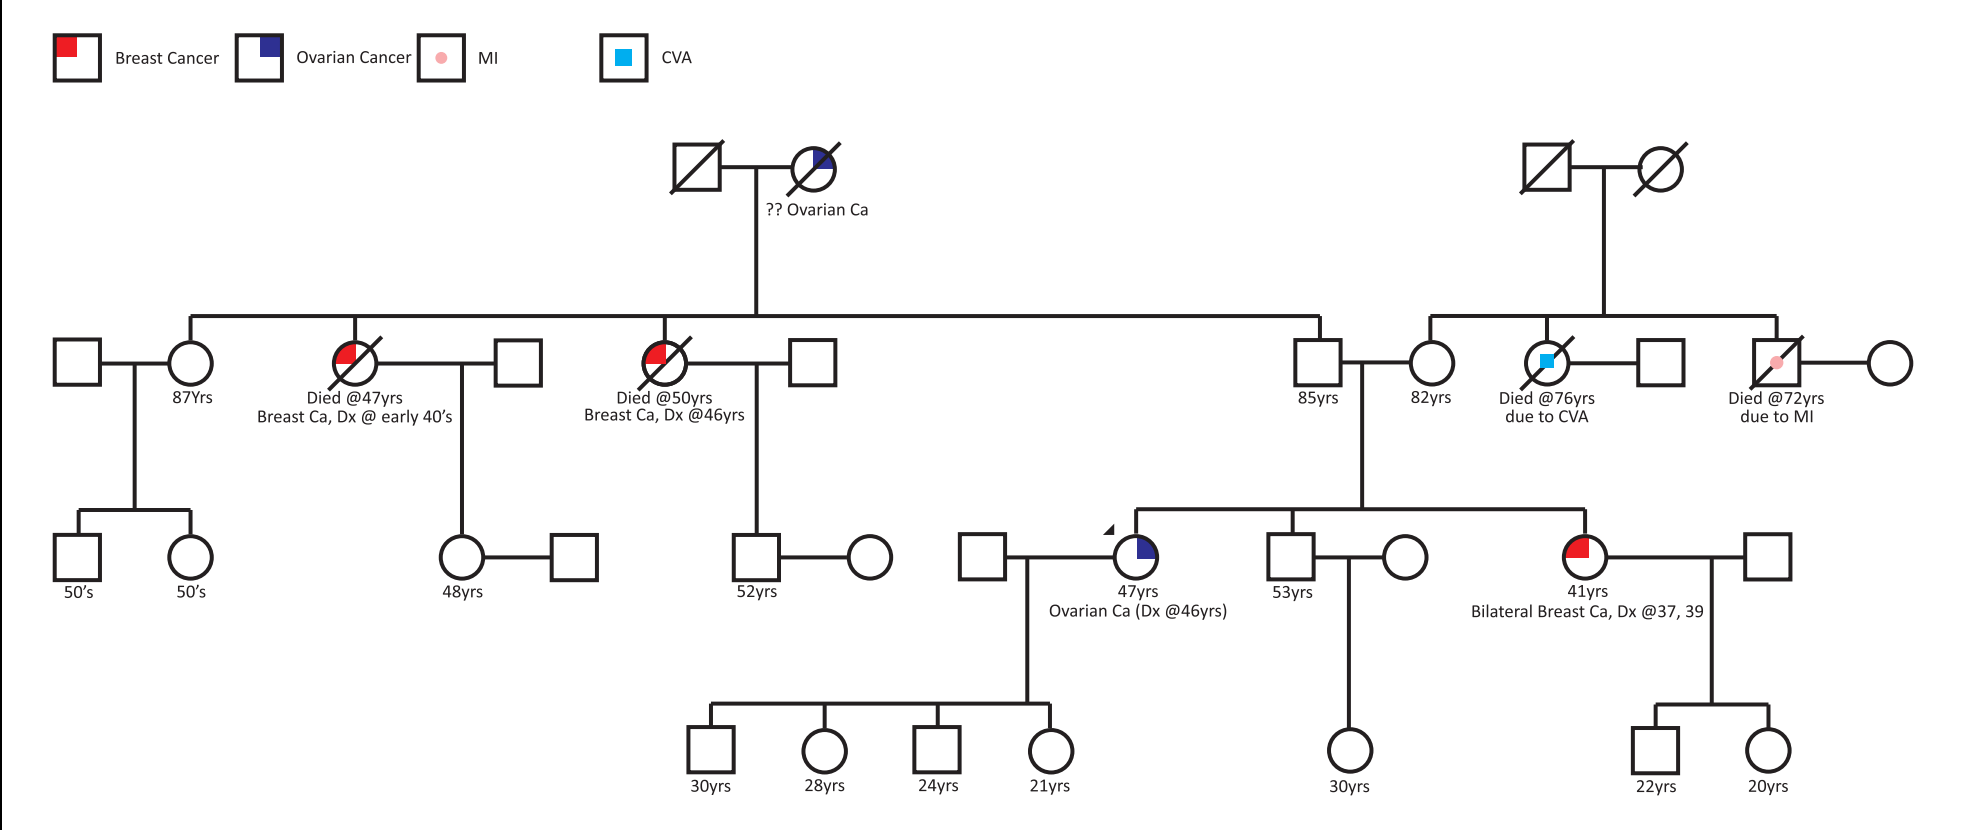 Breast Cancer
Ovarian Cancer
MI
CVA
?? Ovarian Ca
87Yrs
Died @47yrs
Breast Ca, Dx @ early 40’s
Died @50yrs
Breast Ca, Dx @46yrs
85yrs
82yrs
Died @76yrs
due to CVA
Died @72yrs
due to MI
50’s
50’s
48yrs
52yrs
47yrs
Ovarian Ca (Dx @46yrs)
53yrs
41yrs
Bilateral Breast Ca, Dx @37, 39
30yrs
28yrs
24yrs
21yrs
30yrs
22yrs
20yrs